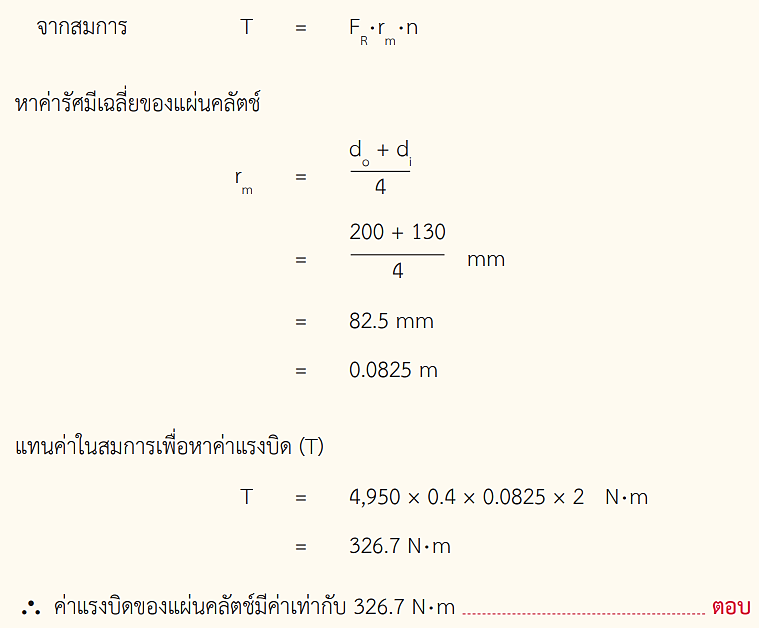 จากสมการ T = F_R·r_m·n
หาค่ารัศมีเฉลี่ยของแผ่นคลัตช์
r_m = (d_o + d_i)/4
= (200 + 130)/4 mm
= 82.5 mm
= 0.0825 m
แทนค่าในสมการเพื่อหาค่าแรงบิด (T)
T = 4,950 × 0.4 × 0.0825 × 2 N·m
= 326.7 N·m
∴ ค่าแรงบิดของแผ่นคลัตช์มีค่าเท่ากับ 326.7 N·m ........................................ ตอบ